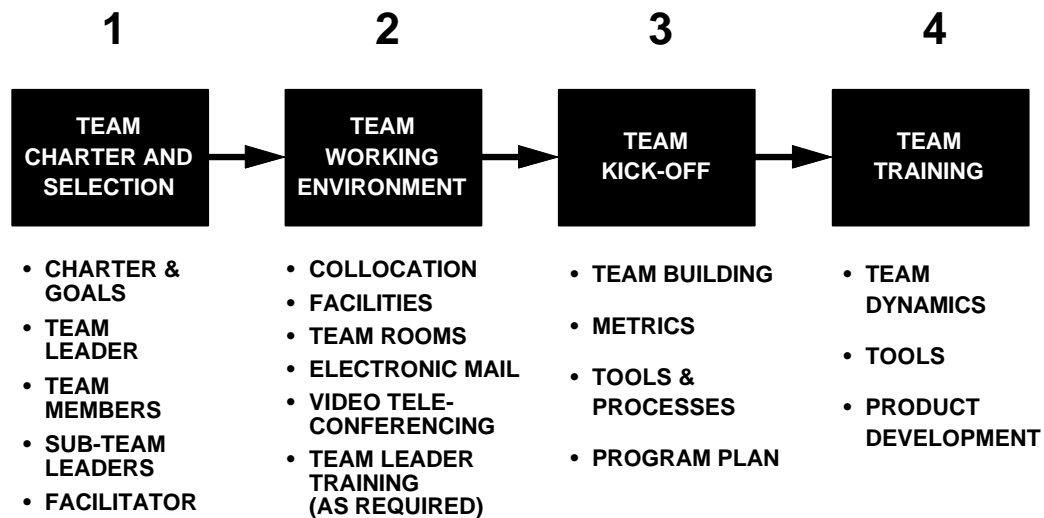 1
2
3
4
TEAM
CHARTER AND
SELECTION
TEAM
WORKING
ENVIRONMENT
TEAM
KICK-OFF
TEAM
TRAINING
• CHARTER &
GOALS
• TEAM
LEADER
• TEAM
MEMBERS
• SUB-TEAM
LEADERS
• FACILITATOR
• COLLOCATION
• FACILITIES
• TEAM ROOMS
• ELECTRONIC MAIL
• VIDEO TELE-
CONFERENCING
• TEAM LEADER
TRAINING
(AS REQUIRED)
• TEAM BUILDING
• METRICS
• TOOLS &
PROCESSES
• PROGRAM PLAN
• TEAM
DYNAMICS
• TOOLS
• PRODUCT
DEVELOPMENT